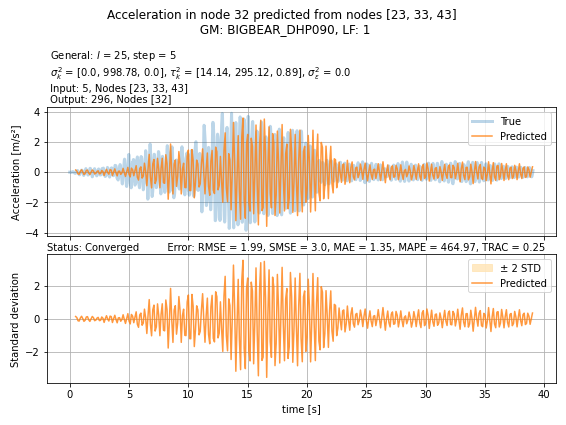 Acceleration in node 32 predicted from nodes [23, 33, 43]
GM: BIGBEAR_DHP090, LF: 1
General: l = 25, step = 5
σ²ₖ = [0.0, 998.78, 0.0], τ²ₖ = [14.14, 295.12, 0.89], σ²ε = 0.0
Input: 5, Nodes [23, 33, 43]
Output: 296, Nodes [32]
4
2
0
−2
−4
Acceleration [m/s²]
True
Predicted
Status: Converged Error: RMSE = 1.99, SMSE = 3.0, MAE = 1.35, MAPE = 464.97, TRAC = 0.25
2
0
−2
Standard deviation
± 2 STD
Predicted
0 5 10 15 20 25 30 35 40
time [s]